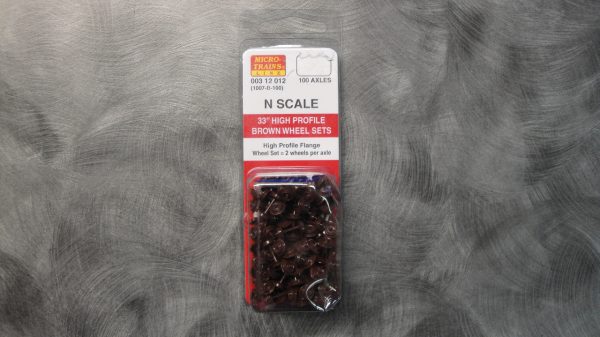 MICRO-
TRAINS®
LINE
003 12 012
(1007-B-100)
100 AXLES
N SCALE
33" HIGH PROFILE
BROWN WHEEL SETS
High Profile Flange
Wheel Set = 2 wheels per axle